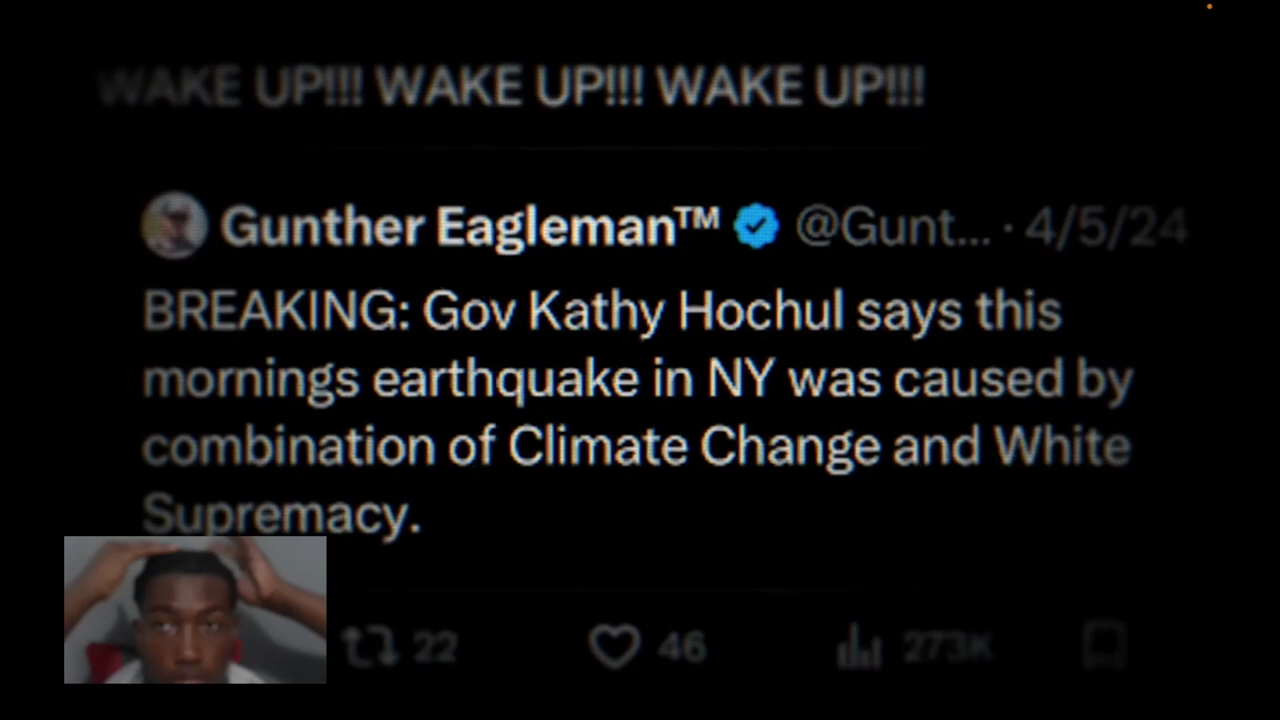 WAKE UP!!! WAKE UP!!! WAKE UP!!!
Gunther Eagleman™ @Gunt... · 4/5/24
BREAKING: Gov Kathy Hochul says this
mornings earthquake in NY was caused by
combination of Climate Change and White
Supremacy.
22 46 273K